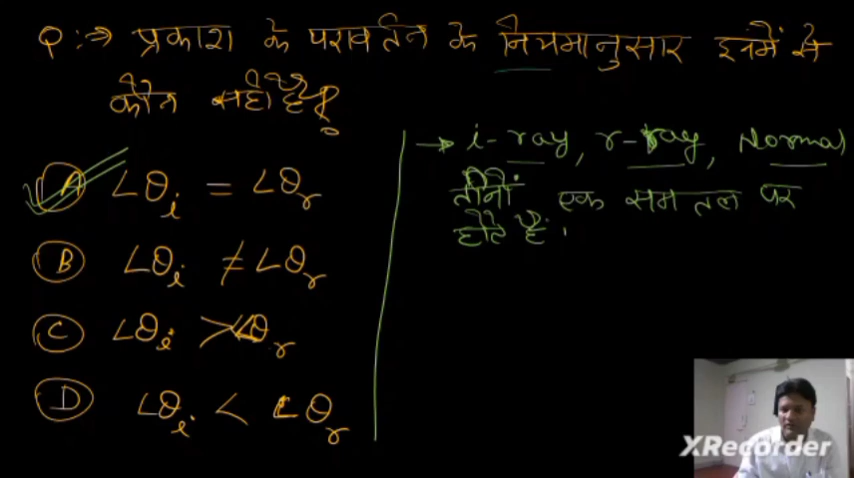 Q :⇒ प्रकाश के परावर्तन के नियमानुसार इनमें से
कौन सही है?
A ∠θi = ∠θr
B ∠θi ≠ ∠θr
C ∠θi > ∠θr
D ∠θi < ∠θr
→ i-ray, r-ray, Normal
तीनों एक समतल पर
होते हैं।
XRecorder